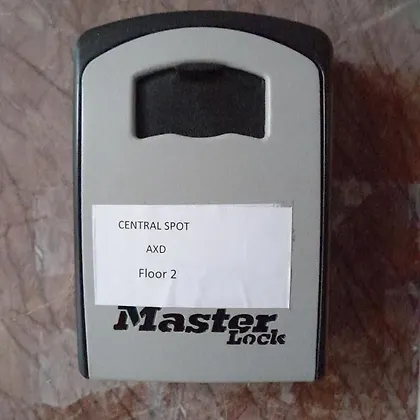 CENTRAL SPOT
AXD
Floor 2
Master
Lock